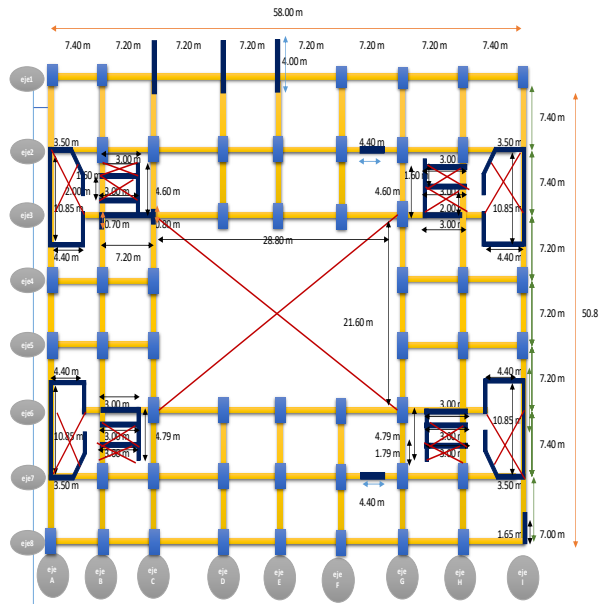 58.00 m
7.40 m 7.20 m 7.20 m 7.20 m 7.20 m 7.20 m 7.20 m 7.40 m
4.00 m
eje1
7.40 m
eje2
3.50 m 4.40 m 3.50 m
3.00 m 3.00
1.60 m 1.60 m
7.40 m
2.00 m 3.00 m 4.60 m 4.60 m
10.85 m 2.00 10.85 m
eje3
0.70 m 0.80 m 3.00 m
28.80 m
7.20 m
4.40 m 7.20 m 4.40 m
eje4
21.60 m
7.20 m
50.8
eje5
4.40 m 4.40 m
7.20 m
3.00 m 3.00
eje6
10.85 m 3.00 m 4.79 m 4.79 m 10.85 m
7.40 m
3.00 m 1.79 m 3.00
eje7
3.50 m 3.50 m
4.40 m
1.65 m 7.00 m
eje8
eje A eje B eje C eje D eje E eje F eje G eje H eje I